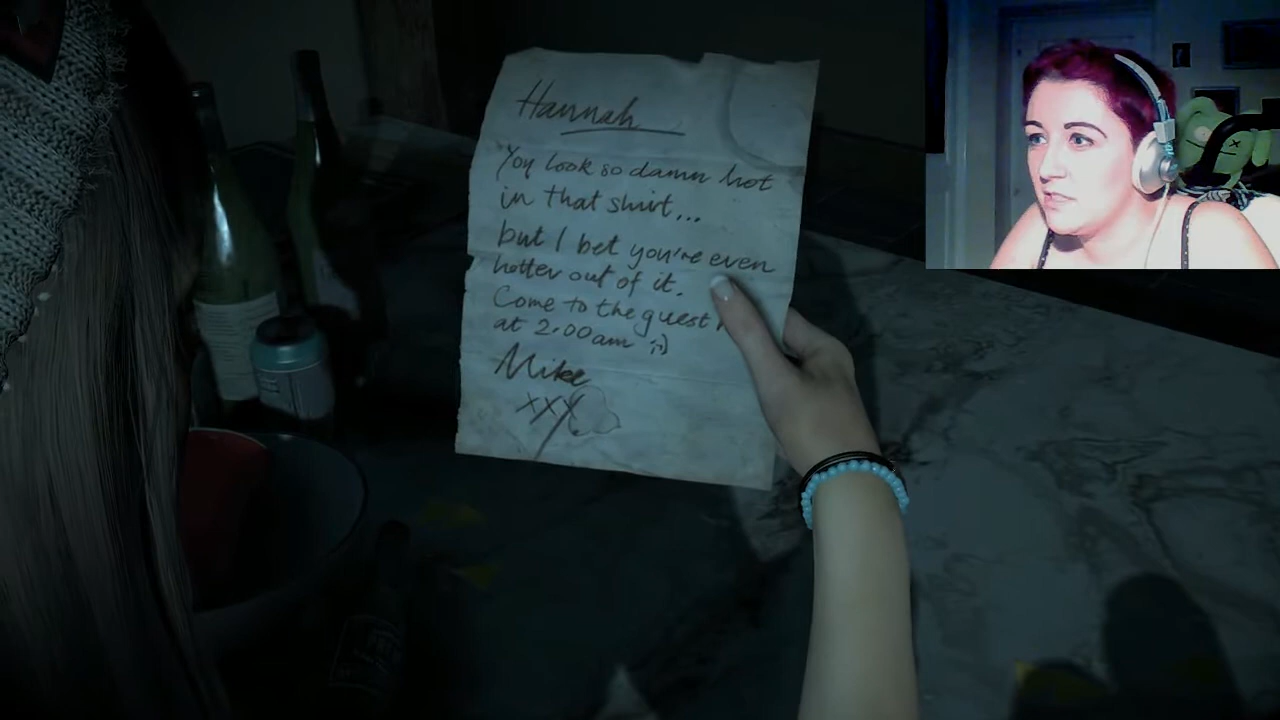 Hannah
You look so damn hot
in that shirt...
but I bet you're even
hotter out of it.
Come to the guest
at 2.00am ;)
Mike
xxx